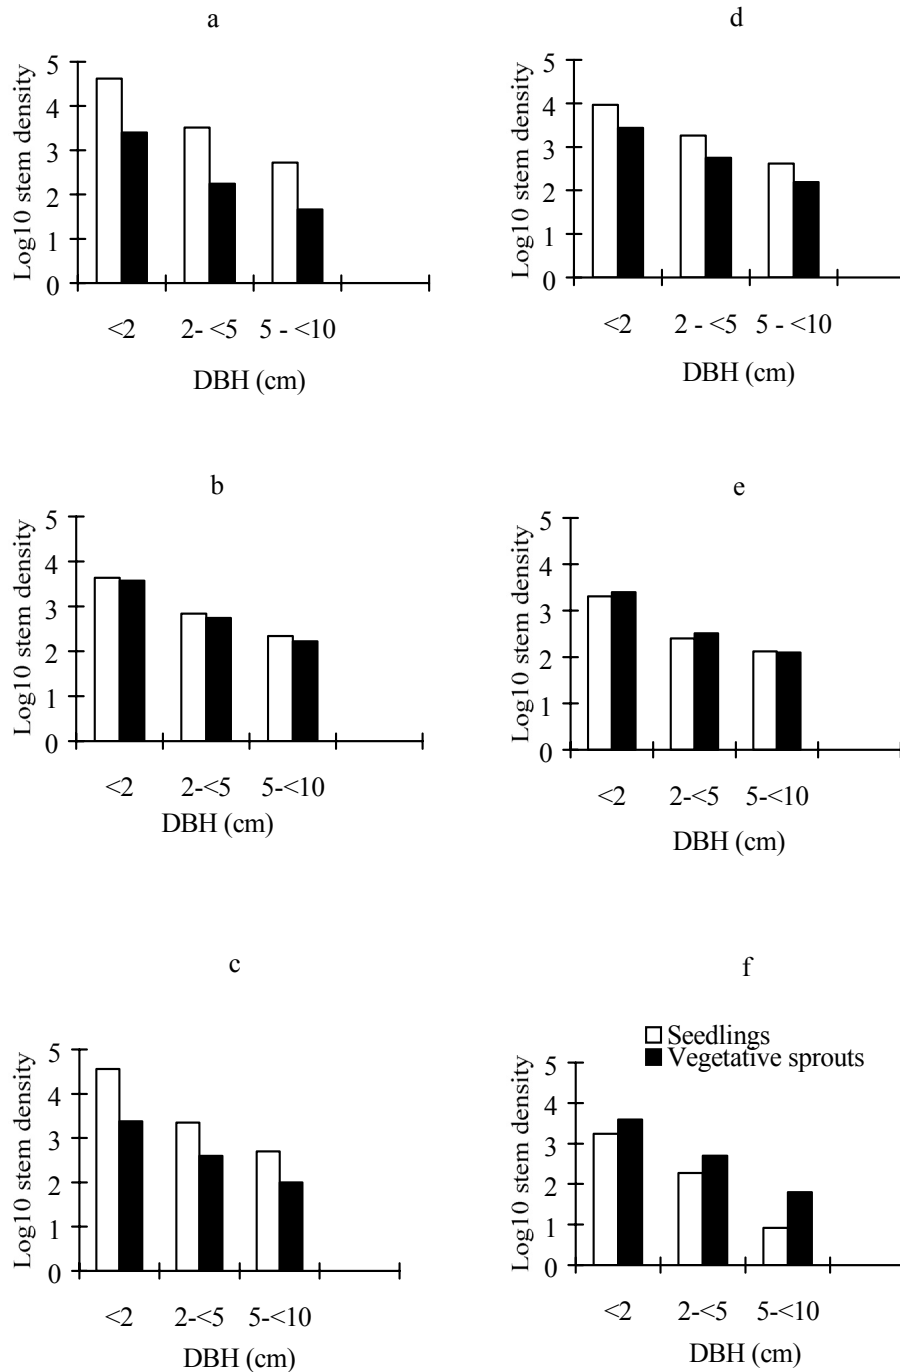 a
5
4
3
2
1
0
Log10 stem density
<2 2- <5 5 - <10
DBH (cm)
d
5
4
3
2
1
0
Log10 stem density
<2 2 - <5 5 - <10
DBH (cm)
b
5
4
3
2
1
0
Log10 stem density
<2 2-<5 5-<10
DBH (cm)
e
5
4
3
2
1
0
Log10 stem density
<2 2-<5 5-<10
DBH (cm)
c
5
4
3
2
1
0
Log10 stem density
<2 2-<5 5-<10
DBH (cm)
f
Seedlings
Vegetative sprouts
5
4
3
2
1
0
Log10 stem density
<2 2-<5 5-<10
DBH (cm)